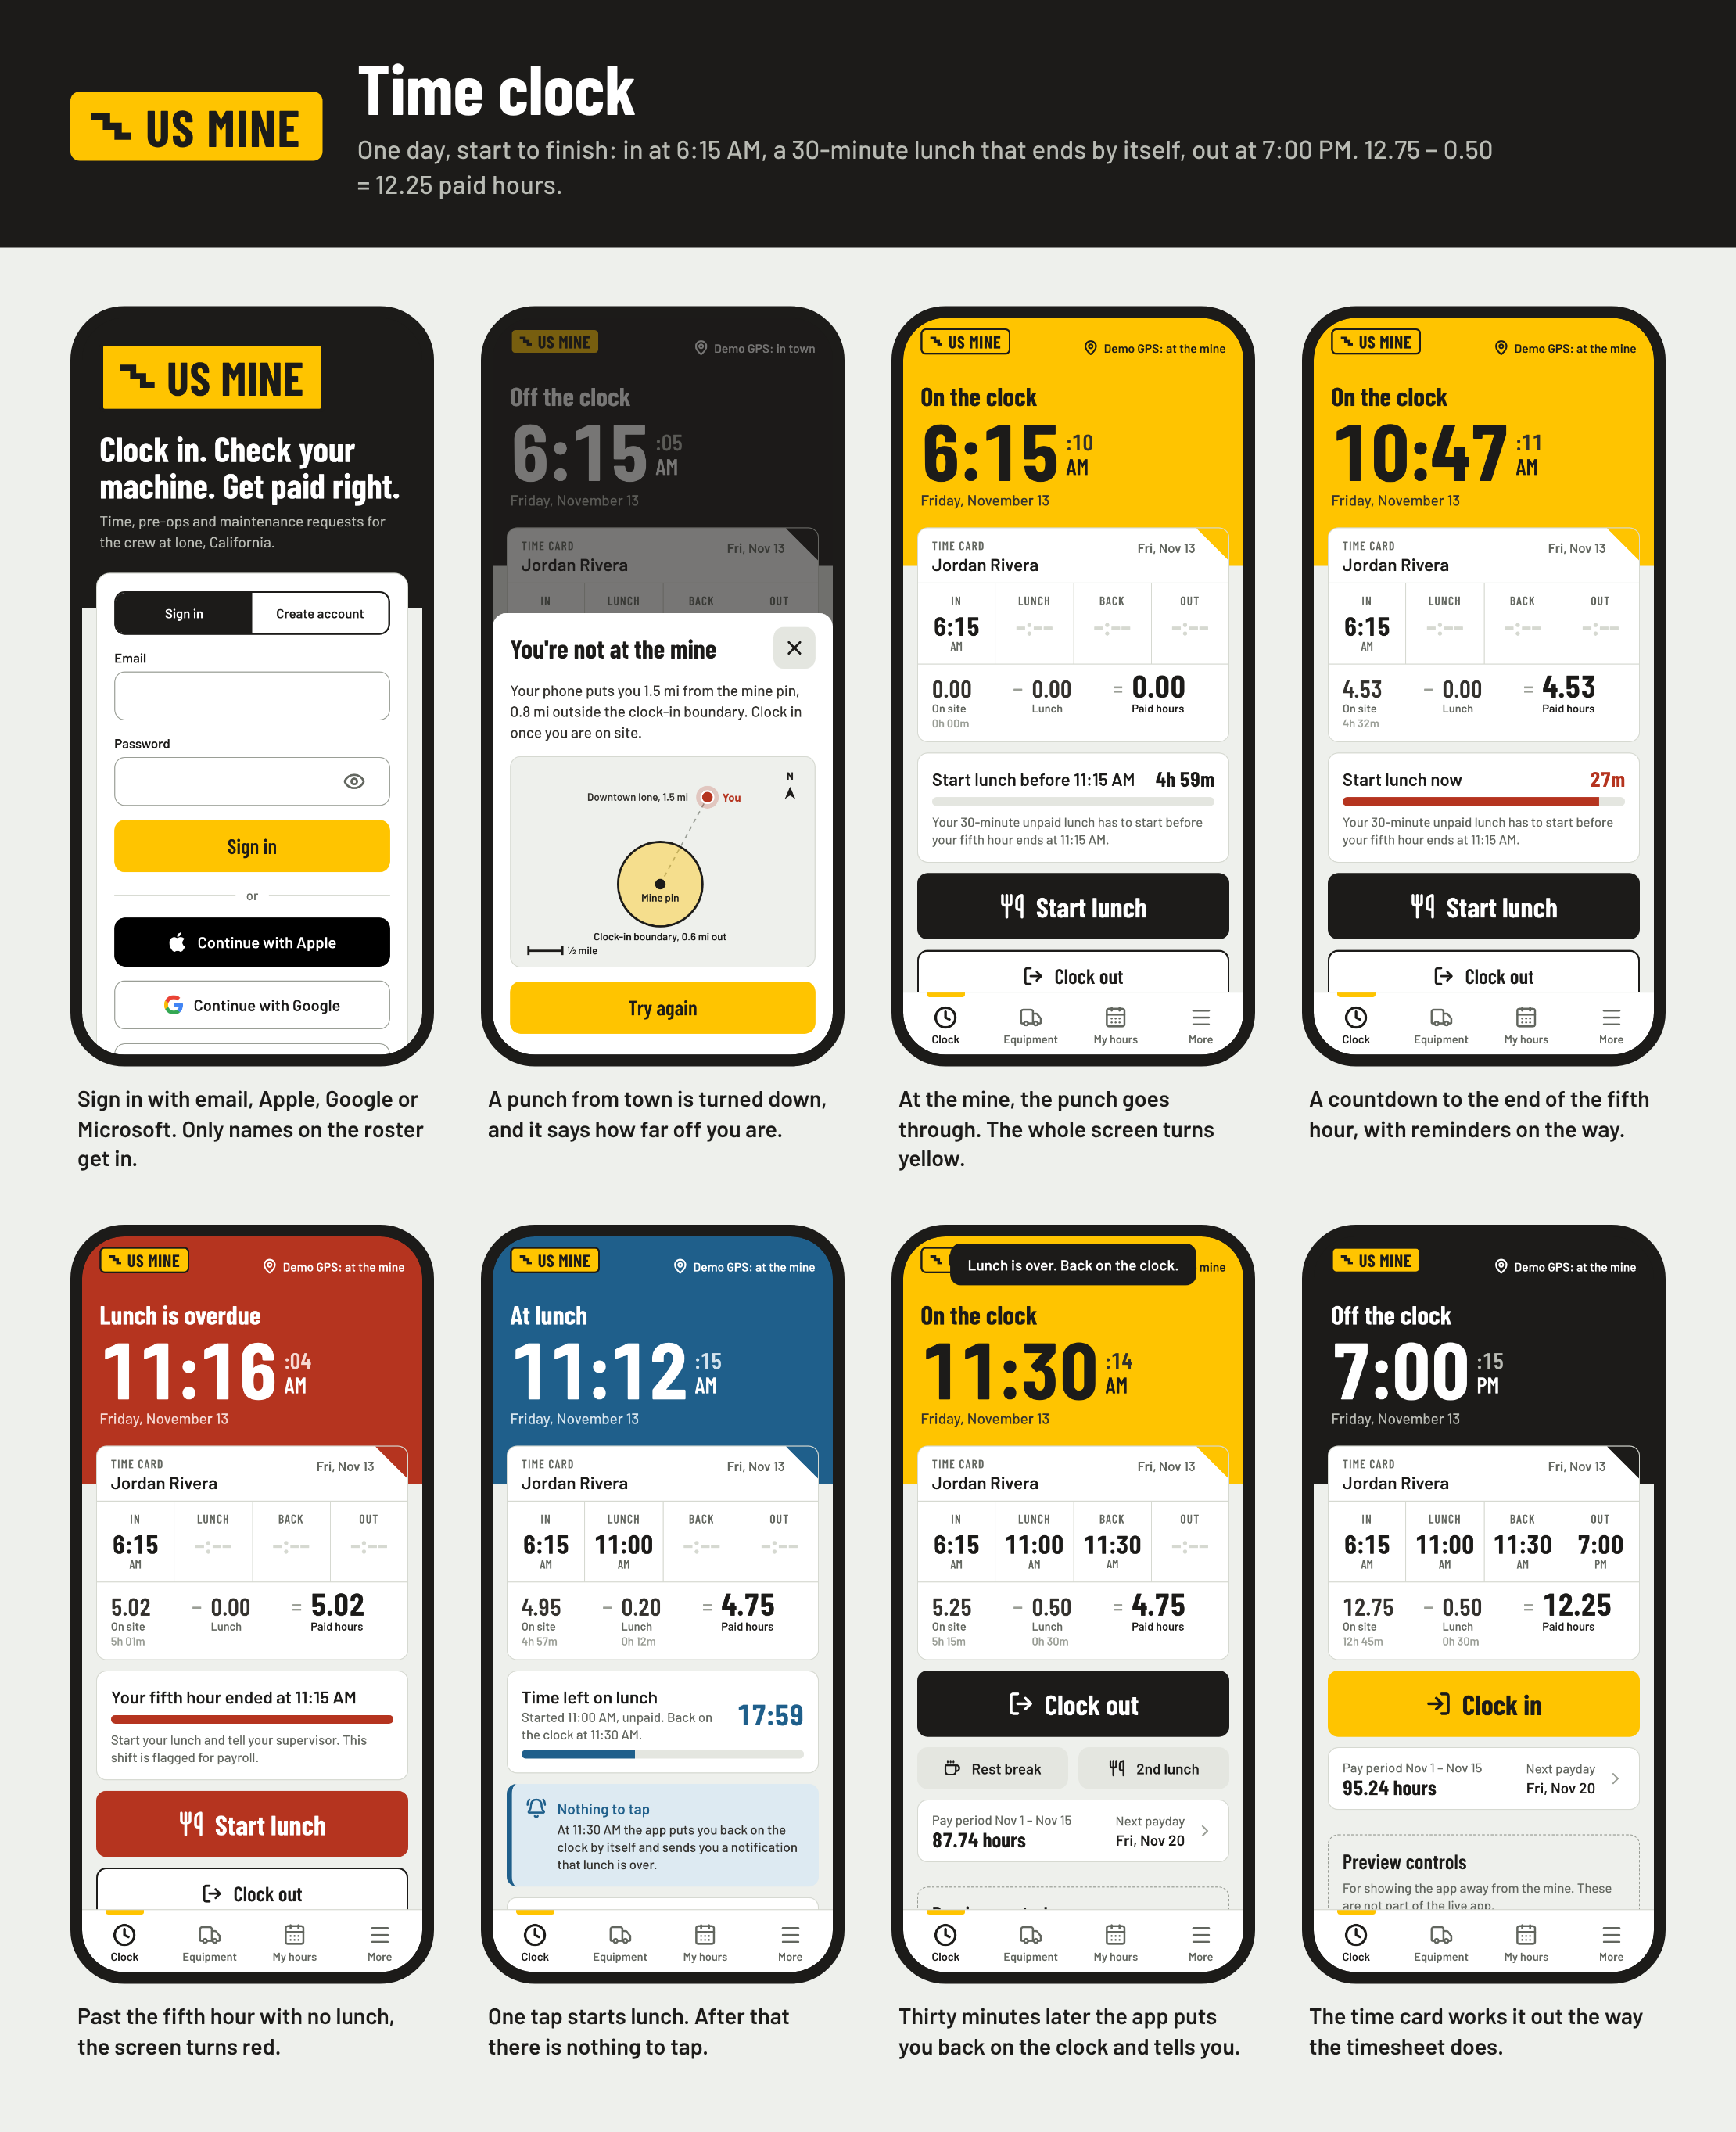 US MINE
Time clock
One day, start to finish: in at 6:15 AM, a 30-minute lunch that ends by itself, out at 7:00 PM. 12.75 – 0.50
= 12.25 paid hours.
US MINE
Clock in. Check your
machine. Get paid right.
Time, pre-ops and maintenance requests for
the crew at Ione, California.
Sign in
Create account
Email
Password
Sign in
or
Continue with Apple
Continue with Google
Sign in with email, Apple, Google or
Microsoft. Only names on the roster
get in.
US MINE
Demo GPS: in town
Off the clock
6:15 :05 AM
Friday, November 13
TIME CARD
Fri, Nov 13
Jordan Rivera
IN LUNCH BACK OUT
You're not at the mine
Your phone puts you 1.5 mi from the mine pin,
0.8 mi outside the clock-in boundary. Clock in
once you are on site.
N
Downtown Ione, 1.5 mi
You
Mine pin
Clock-in boundary, 0.6 mi out
½ mile
Try again
A punch from town is turned down,
and it says how far off you are.
US MINE
Demo GPS: at the mine
On the clock
6:15 :10 AM
Friday, November 13
TIME CARD
Fri, Nov 13
Jordan Rivera
IN LUNCH BACK OUT
6:15 -:-- -:-- -:--
AM
0.00 – 0.00 = 0.00
On site Lunch Paid hours
0h 00m
Start lunch before 11:15 AM 4h 59m
Your 30-minute unpaid lunch has to start before
your fifth hour ends at 11:15 AM.
Start lunch
Clock out
Clock Equipment My hours More
At the mine, the punch goes
through. The whole screen turns
yellow.
US MINE
Demo GPS: at the mine
On the clock
10:47 :11 AM
Friday, November 13
TIME CARD
Fri, Nov 13
Jordan Rivera
IN LUNCH BACK OUT
6:15 -:-- -:-- -:--
AM
4.53 – 0.00 = 4.53
On site Lunch Paid hours
4h 32m
Start lunch now 27m
Your 30-minute unpaid lunch has to start before
your fifth hour ends at 11:15 AM.
Start lunch
Clock out
Clock Equipment My hours More
A countdown to the end of the fifth
hour, with reminders on the way.
US MINE
Demo GPS: at the mine
Lunch is overdue
11:16 :04 AM
Friday, November 13
TIME CARD
Fri, Nov 13
Jordan Rivera
IN LUNCH BACK OUT
6:15 -:-- -:-- -:--
AM
5.02 – 0.00 = 5.02
On site Lunch Paid hours
5h 01m
Your fifth hour ended at 11:15 AM
Start your lunch and tell your supervisor. This
shift is flagged for payroll.
Start lunch
Clock out
Clock Equipment My hours More
Past the fifth hour with no lunch,
the screen turns red.
US MINE
Demo GPS: at the mine
At lunch
11:12 :15 AM
Friday, November 13
TIME CARD
Fri, Nov 13
Jordan Rivera
IN LUNCH BACK OUT
6:15 11:00 -:-- -:--
AM AM
4.95 – 0.20 = 4.75
On site Lunch Paid hours
4h 57m 0h 12m
Time left on lunch
Started 11:00 AM, unpaid. Back on
the clock at 11:30 AM.
17:59
Nothing to tap
At 11:30 AM the app puts you back on the
clock by itself and sends you a notification
that lunch is over.
Clock Equipment My hours More
One tap starts lunch. After that
there is nothing to tap.
Lunch is over. Back on the clock.
mine
On the clock
11:30 :14 AM
Friday, November 13
TIME CARD
Fri, Nov 13
Jordan Rivera
IN LUNCH BACK OUT
6:15 11:00 11:30 -:--
AM AM AM
5.25 – 0.50 = 4.75
On site Lunch Paid hours
5h 15m 0h 30m
Clock out
Rest break
2nd lunch
Pay period Nov 1 – Nov 15 Next payday
87.74 hours Fri, Nov 20
Clock Equipment My hours More
Thirty minutes later the app puts
you back on the clock and tells you.
US MINE
Demo GPS: at the mine
Off the clock
7:00 :15 PM
Friday, November 13
TIME CARD
Fri, Nov 13
Jordan Rivera
IN LUNCH BACK OUT
6:15 11:00 11:30 7:00
AM AM AM PM
12.75 – 0.50 = 12.25
On site Lunch Paid hours
12h 45m 0h 30m
Clock in
Pay period Nov 1 – Nov 15 Next payday
95.24 hours Fri, Nov 20
Preview controls
For showing the app away from the mine. These
are not part of the live app.
Clock Equipment My hours More
The time card works it out the way
the timesheet does.